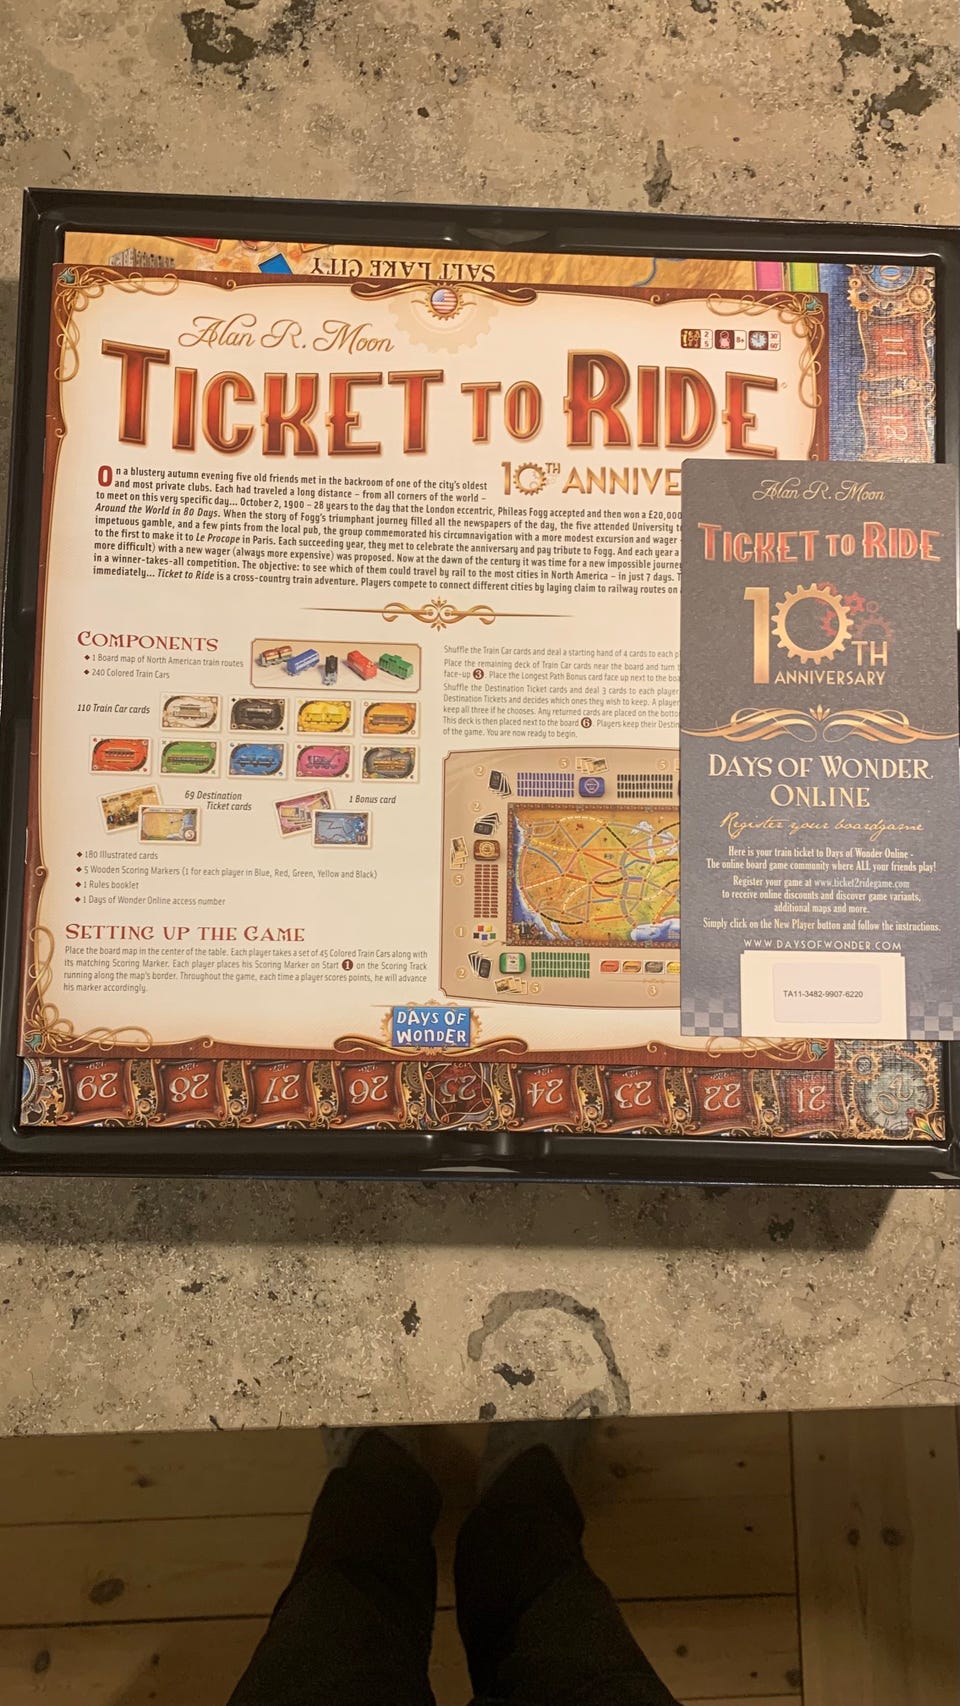 SALT LAKE CITY
Alan R. Moon
2
5
8+
30'
60'
TICKET TO RIDE
10TH ANNIVE
On a blustery autumn evening five old friends met in the backroom of one of the city's oldest
and most private clubs. Each had traveled a long distance – from all corners of the world –
to meet on this very specific day... October 2, 1900 – 28 years to the day that the London eccentric, Phileas Fogg accepted and then won a £20,000
Around the World in 80 Days. When the story of Fogg's triumphant journey filled all the newspapers of the day, the five attended University t
impetuous gamble, and a few pints from the local pub, the group commemorated his circumnavigation with a more modest excursion and wager
to the first to make it to Le Procope in Paris. Each succeeding year, they met to celebrate the anniversary and pay tribute to Fogg. And each year a
more difficult) with a new wager (always more expensive) was proposed. Now at the dawn of the century it was time for a new impossible journe
in a winner-takes-all competition. The objective: to see which of them could travel by rail to the most cities in North America – in just 7 days. T
immediately... Ticket to Ride is a cross-country train adventure. Players compete to connect different cities by laying claim to railway routes on
COMPONENTS
◆ 1 Board map of North American train routes
◆ 240 Colored Train Cars
110 Train Car cards
69 Destination
Ticket cards
1 Bonus card
◆ 180 Illustrated cards
◆ 5 Wooden Scoring Markers (1 for each player in Blue, Red, Green, Yellow and Black)
◆ 1 Rules booklet
◆ 1 Days of Wonder Online access number
SETTING UP THE GAME
Place the board map in the center of the table. Each player takes a set of 45 Colored Train Cars along with
its matching Scoring Marker. Each player places his Scoring Marker on Start 1 on the Scoring Track
running along the map's border. Throughout the game, each time a player scores points, he will advance
his marker accordingly.
Shuffle the Train Car cards and deal a starting hand of 4 cards to each p
Place the remaining deck of Train Car cards near the board and turn t
face-up 3. Place the Longest Path Bonus card face up next to the boa
Shuffle the Destination Ticket cards and deal 3 cards to each player
Destination Tickets and decides which ones they wish to keep. A player
keep all three if he chooses. Any returned cards are placed on the botto
This deck is then placed next to the board 6. Players keep their Destin
of the game. You are now ready to begin.
2
5
5
2
5
1
2
5
3
DAYS OF
WONDER
Alan R. Moon
TICKET TO RIDE
10TH
ANNIVERSARY
DAYS OF WONDER
ONLINE
Register your boardgame
Here is your train ticket to Days of Wonder Online -
The online board game community where ALL your friends play!
Register your game at www.ticket2ridegame.com
to receive online discounts and discover game variants,
additional maps and more.
Simply click on the New Player button and follow the instructions.
WWW.DAYSOFWONDER.COM
TA11-3482-9907-6220
11
12
29
28
27
26
25
24
23
22
21
20